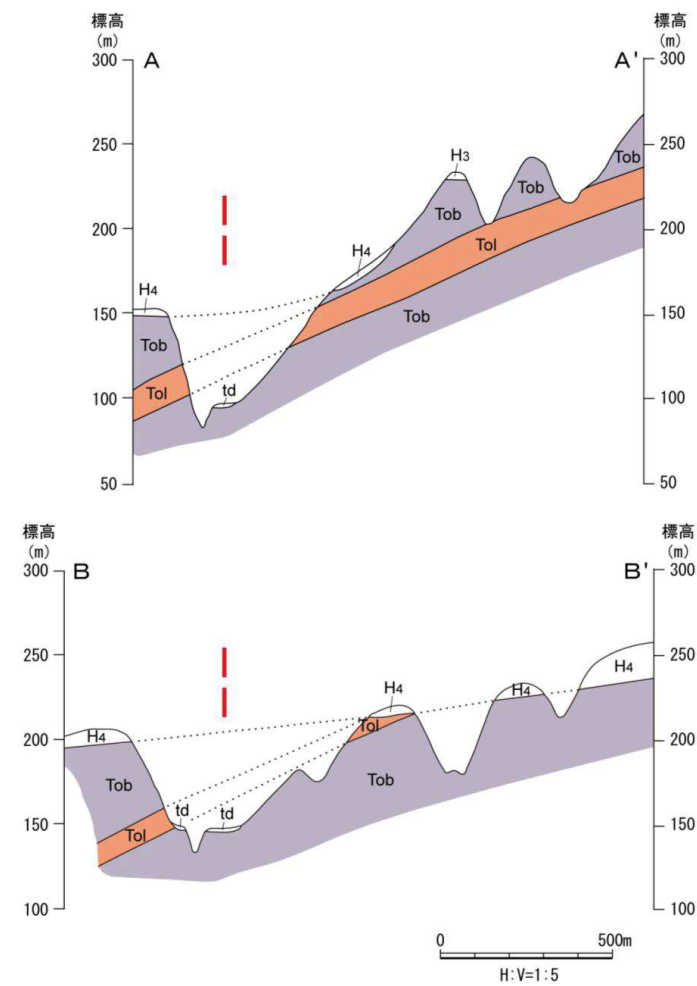 標高
(m)
標高
(m)
A
A'
300
300
250
250
200
200
150
150
100
100
50
50
H3
Tob
Tob
Tob
H4
Tol
H4
Tob
Tob
Tol
td
標高
(m)
標高
(m)
B
B'
300
300
250
250
200
200
150
150
100
100
H4
H4
H4
H4
Tol
Tob
Tob
td
td
Tol
0
500m
H:V=1:5